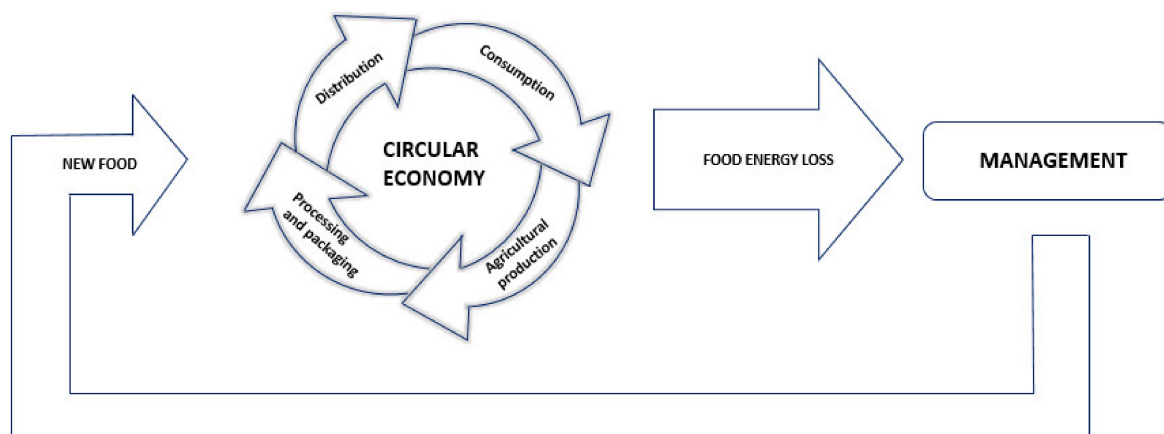 Distribution
Consumption
NEW FOOD
CIRCULAR
ECONOMY
FOOD ENERGY LOSS
MANAGEMENT
Processing
and packaging
Agricultural
production